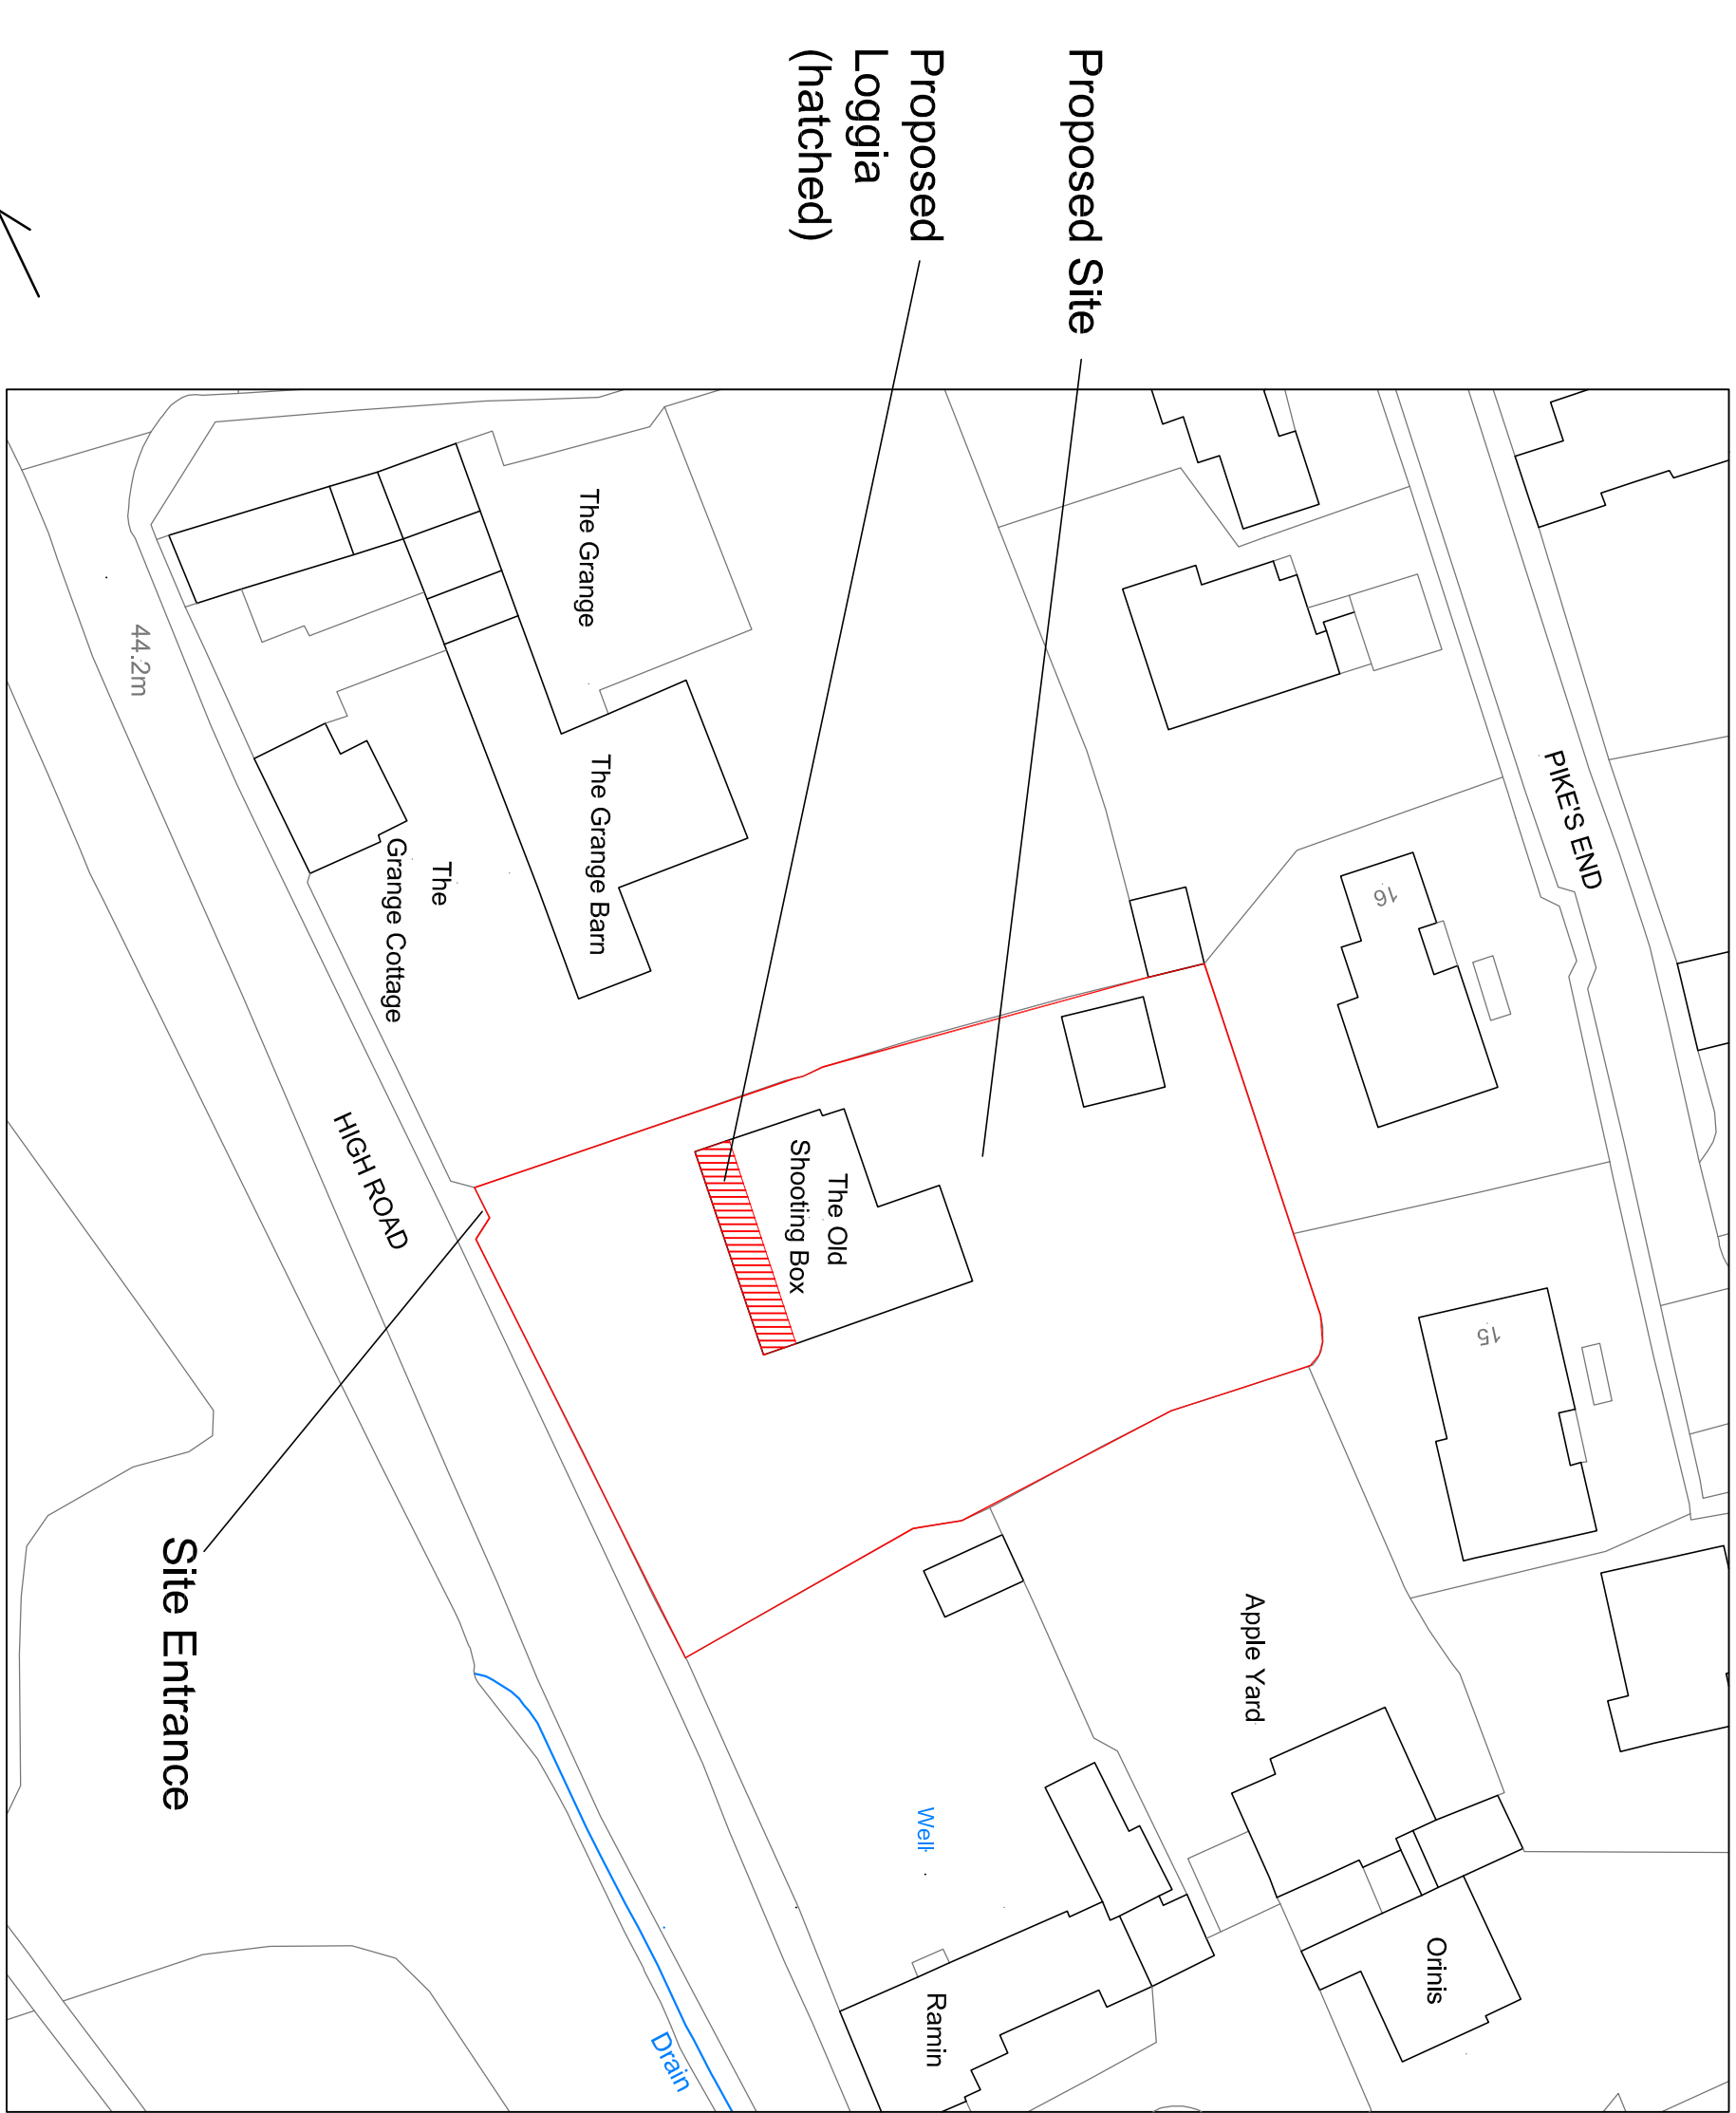 Proposed Site
Proposed
Loggia
(hatched)
PIKE'S END
16
15
The Grange
The Grange Barn
The
Grange Cottage
44.2m
HIGH ROAD
The Old
Shooting Box
Site Entrance
Apple Yard
Orinis
Well
Ramin
Drain